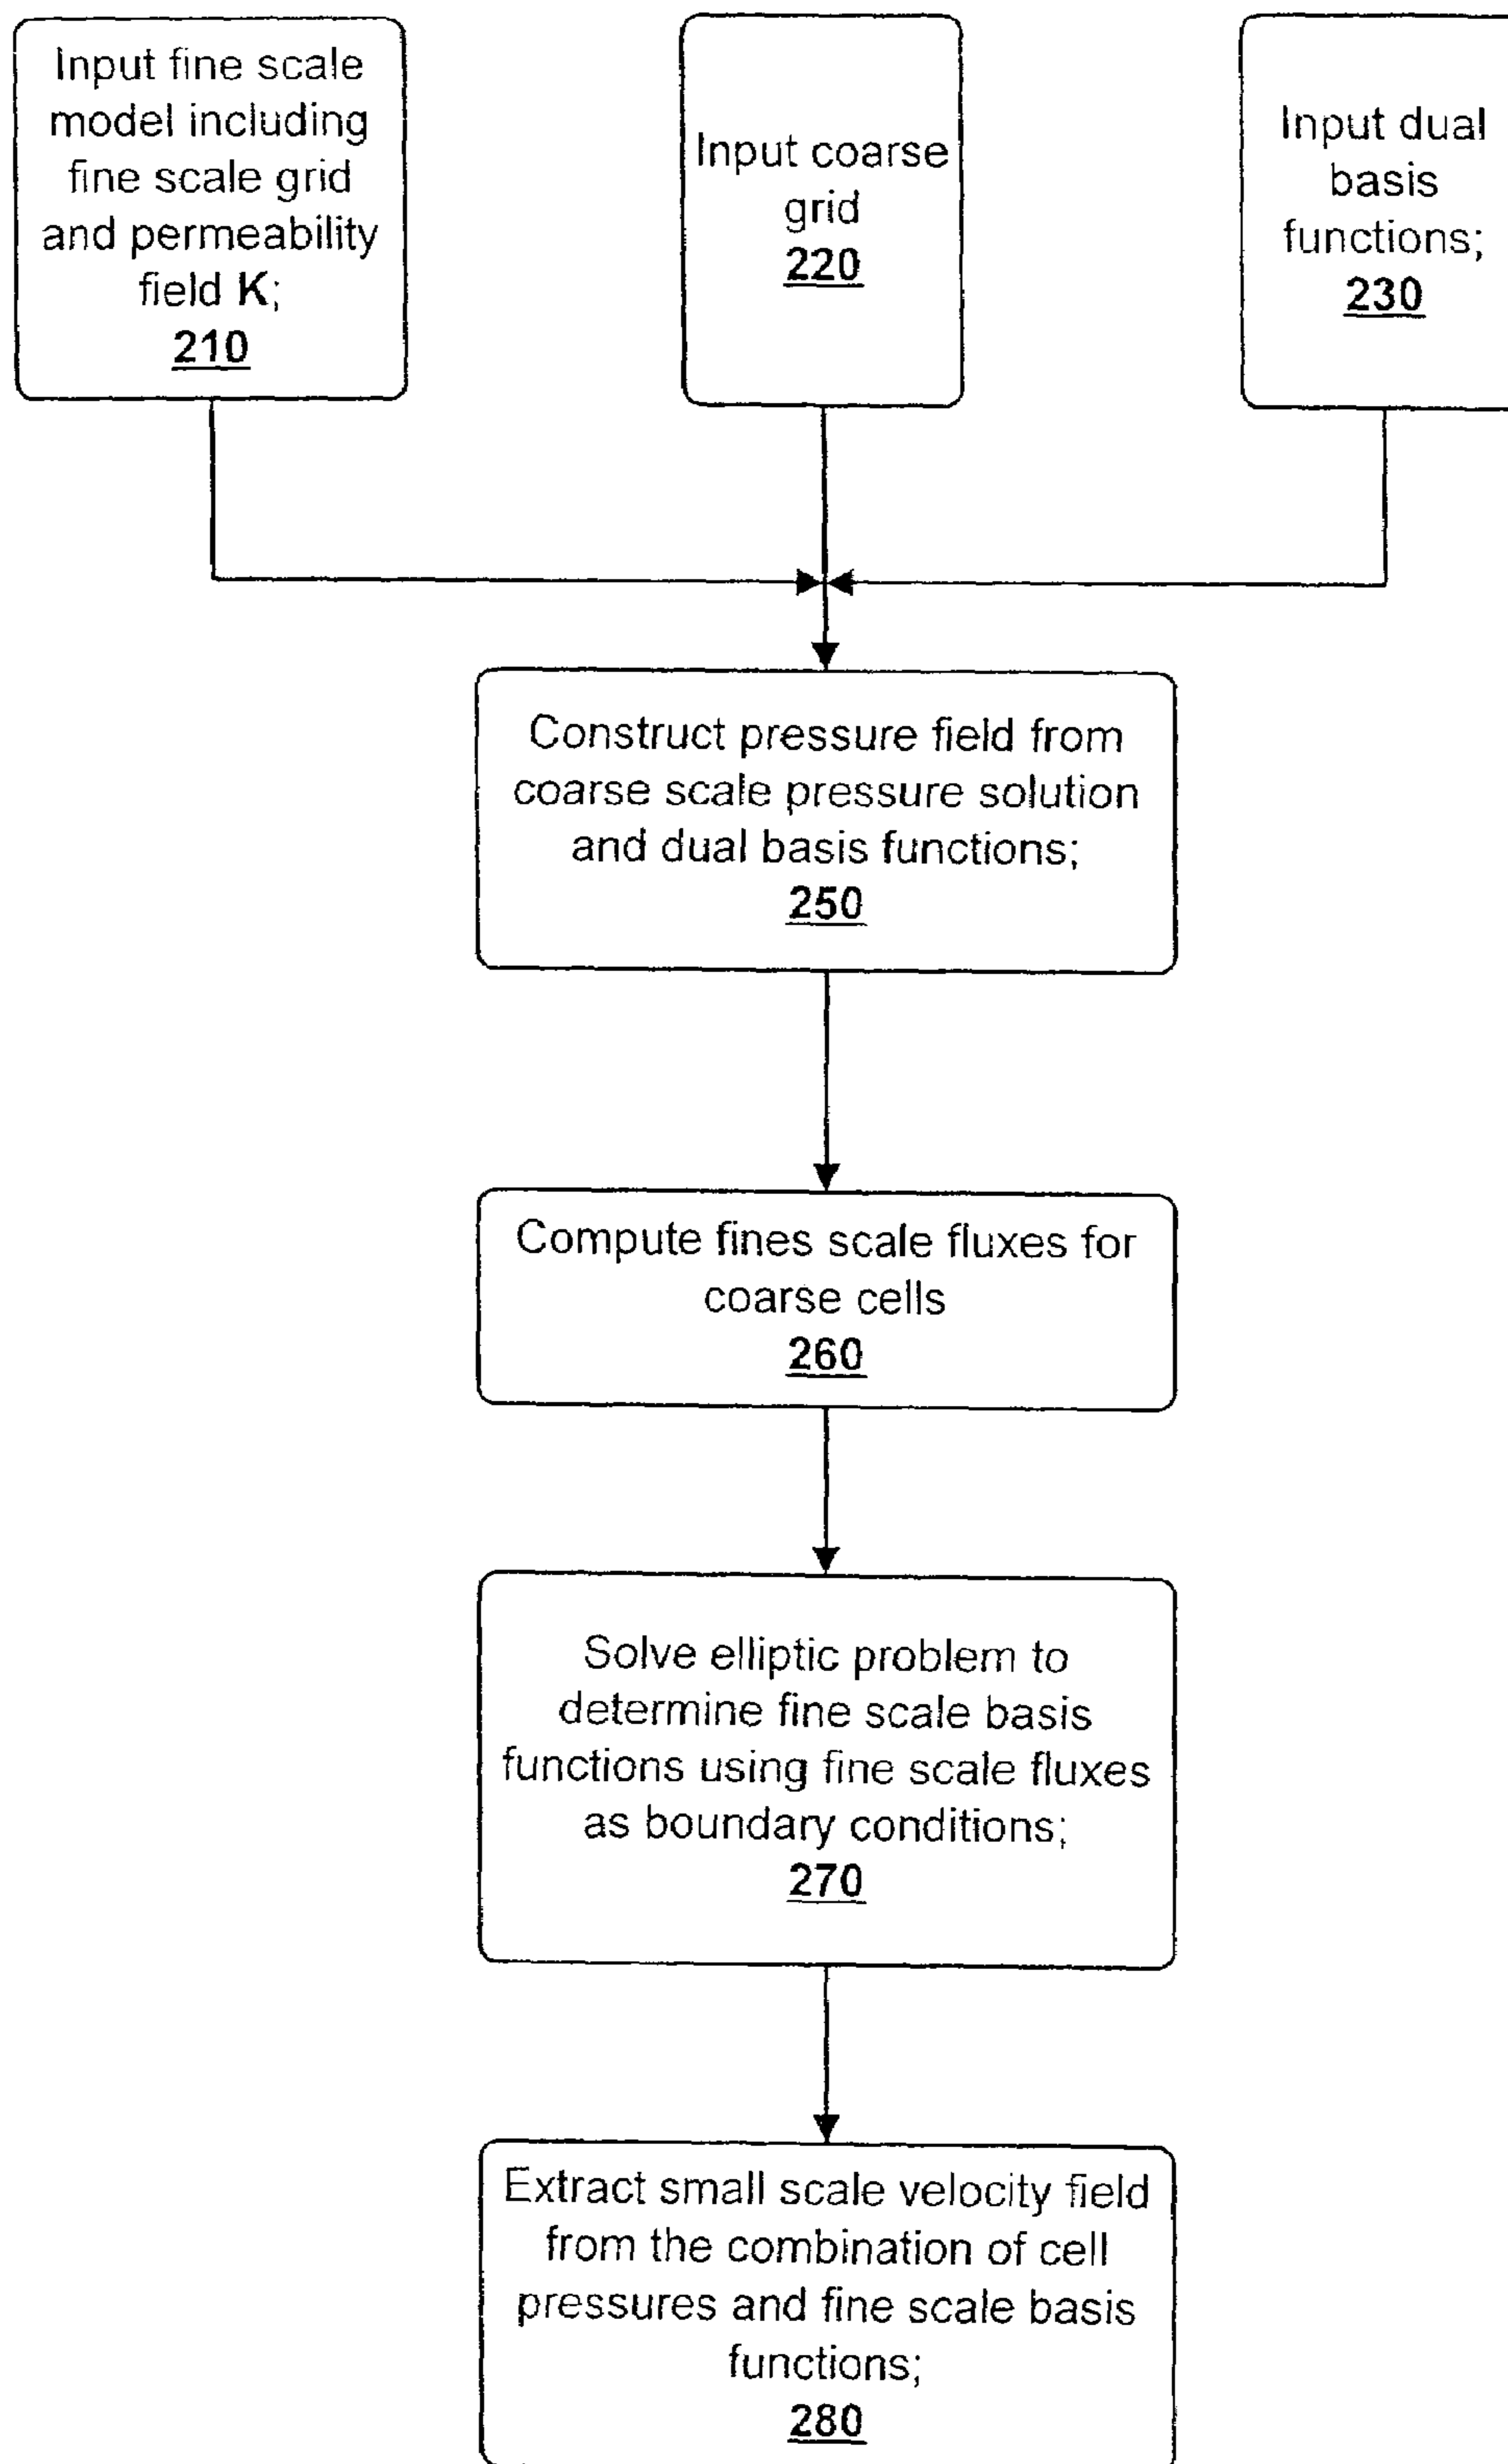 Input fine scale
model including
fine scale grid
and permeability
field K;
210
Input coarse
grid
220
Input dual
basis
functions;
230
Construct pressure field from
coarse scale pressure solution
and dual basis functions;
250
Compute fines scale fluxes for
coarse cells
260
Solve elliptic problem to
determine fine scale basis
functions using fine scale fluxes
as boundary conditions;
270
Extract small scale velocity field
from the combination of cell
pressures and fine scale basis
functions;
280